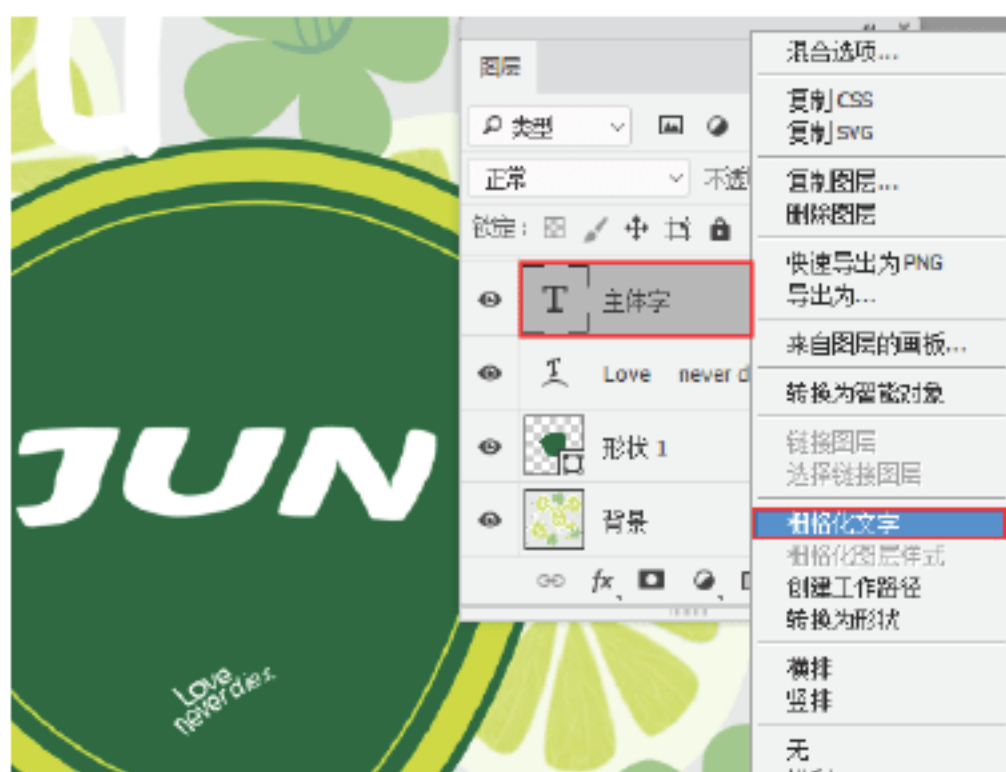 JUN
Love
never dies.
图层
类型
正常
不透
锁定：
主体字
Love never d
形状 1
背景
fx
混合选项...
复制 CSS
复制 SVG
复制图层...
删除图层
快速导出为 PNG
导出为...
来自图层的画板...
转换为智能对象
链接图层
选择链接图层
栅格化文字
栅格化图层样式
创建工作路径
转换为形状
横排
竖排
无